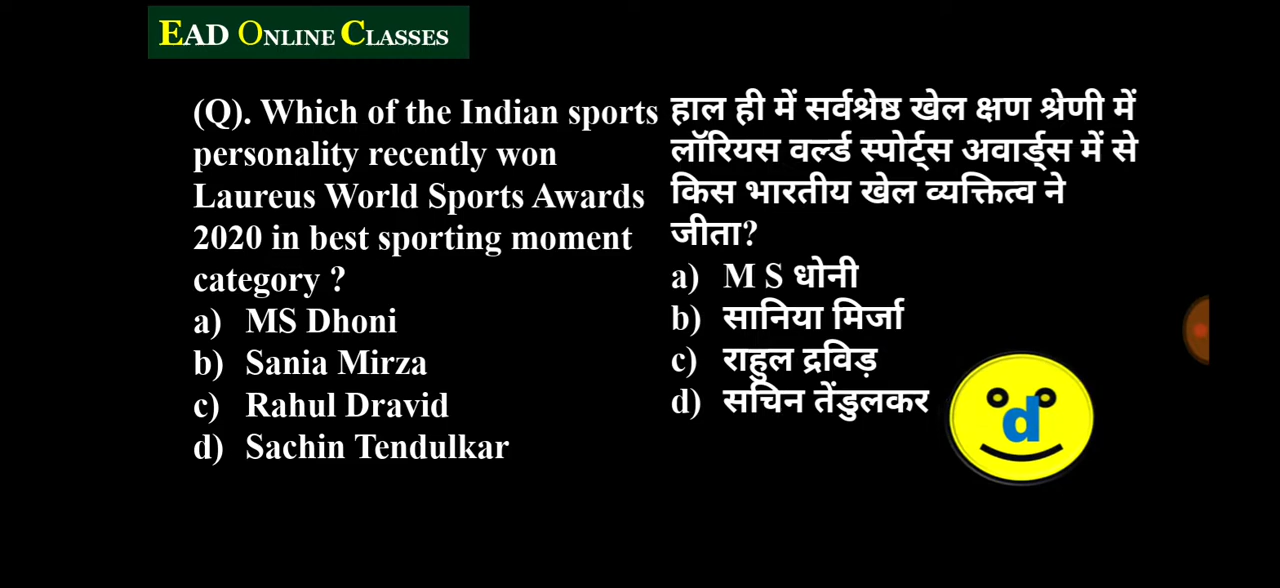 EAD ONLINE CLASSES
(Q). Which of the Indian sports
personality recently won
Laureus World Sports Awards
2020 in best sporting moment
category ?
a) MS Dhoni
b) Sania Mirza
c) Rahul Dravid
d) Sachin Tendulkar
हाल ही में सर्वश्रेष्ठ खेल क्षण श्रेणी में
लॉरियस वर्ल्ड स्पोर्ट्स अवार्ड्स में से
किस भारतीय खेल व्यक्तित्व ने
जीता?
a) M S धोनी
b) सानिया मिर्जा
c) राहुल द्रविड़
d) सचिन तेंडुलकर
d